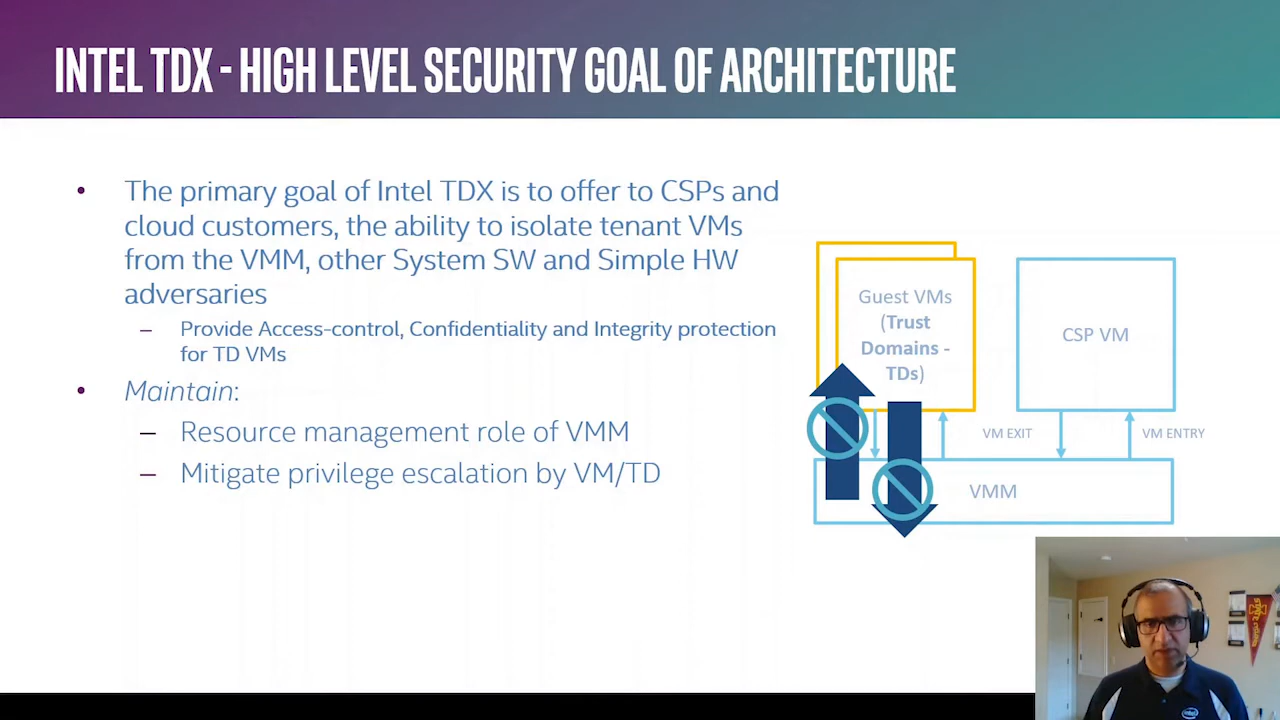 INTEL TDX - HIGH LEVEL SECURITY GOAL OF ARCHITECTURE
• The primary goal of Intel TDX is to offer to CSPs and
cloud customers, the ability to isolate tenant VMs
from the VMM, other System SW and Simple HW
adversaries
– Provide Access-control, Confidentiality and Integrity protection
for TD VMs
• Maintain:
– Resource management role of VMM
– Mitigate privilege escalation by VM/TD
Guest VMs
(Trust
Domains -
TDs)
CSP VM
VM EXIT
VM ENTRY
VMM
intel